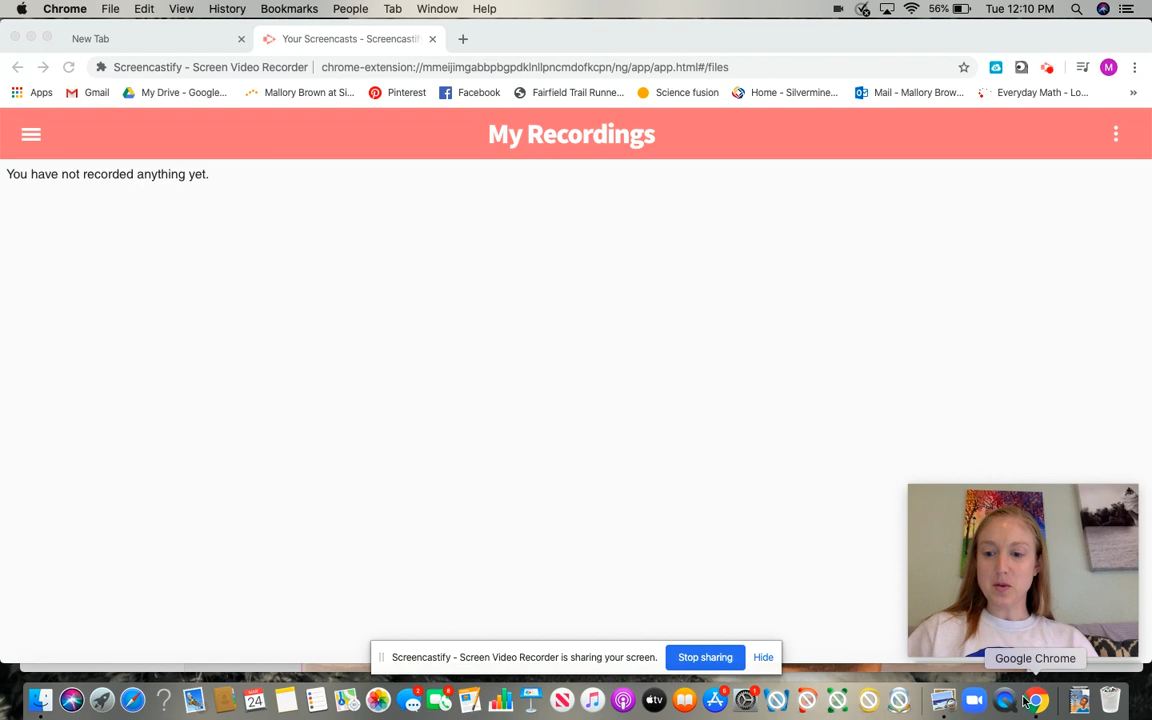 Chrome File Edit View History Bookmarks People Tab Window Help 56% Tue 12:10 PM
New Tab Your Screencasts - Screencastif
Screencastify - Screen Video Recorder chrome-extension://mmeijimgabbpbgpdklnllpncmdofkcpn/ng/app/app.html#/files M
Apps Gmail My Drive - Google... Mallory Brown at Si... Pinterest Facebook Fairfield Trail Runne... Science fusion Home - Silvermine... Mail - Mallory Brow... Everyday Math - Lo... »
My Recordings
You have not recorded anything yet.
Screencastify - Screen Video Recorder is sharing your screen. Stop sharing Hide
Google Chrome